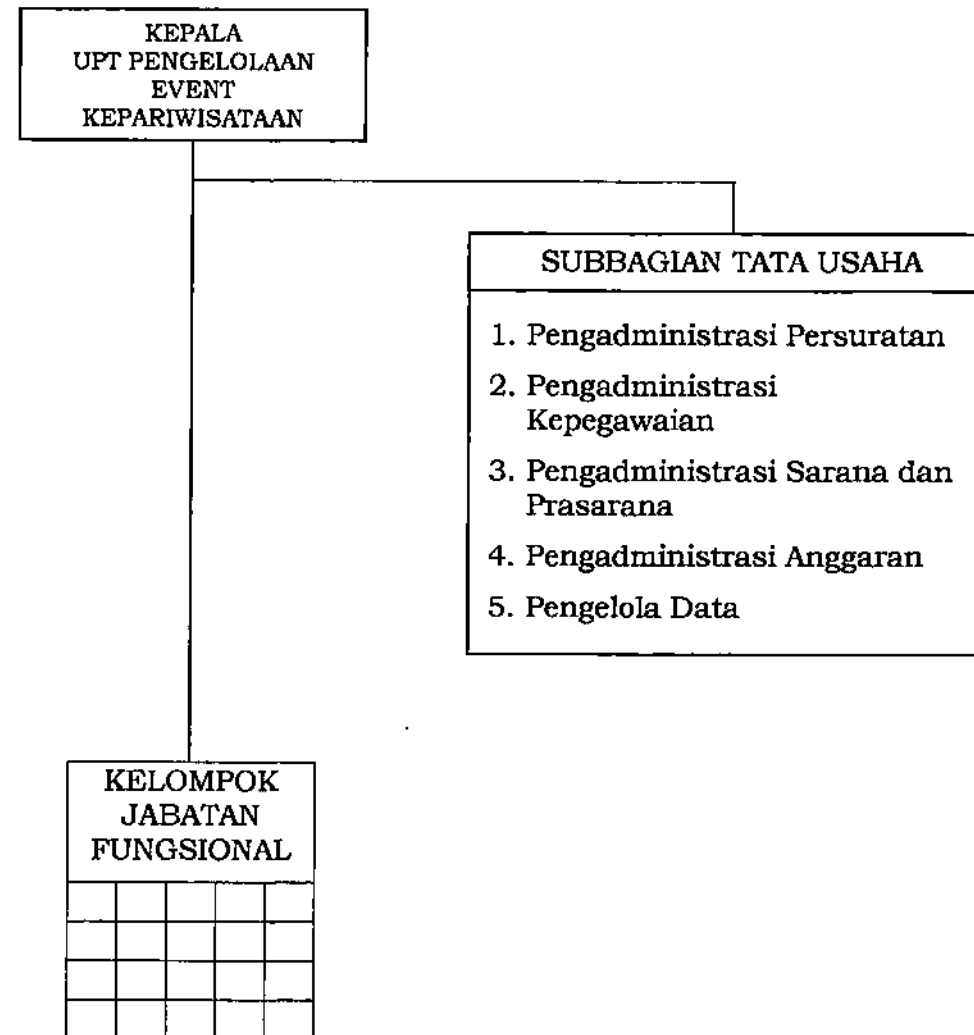 KEPALA
UPT PENGELOLAAN
EVENT
KEPARIWISATAAN
SUBBAGIAN TATA USAHA
1. Pengadministrasi Persuratan
2. Pengadministrasi
Kepegawaian
3. Pengadministrasi Sarana dan
Prasarana
4. Pengadministrasi Anggaran
5. Pengelola Data
KELOMPOK
JABATAN
FUNGSIONAL